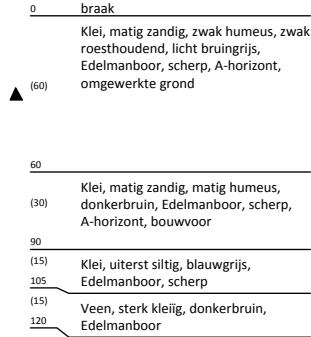 0 braak
Klei, matig zandig, zwak humeus, zwak
roesthoudend, licht bruingrijs,
Edelmanboor, scherp, A-horizont,
(60) omgewerkte grond
60
Klei, matig zandig, matig humeus,
(30) donkerbruin, Edelmanboor, scherp,
A-horizont, bouwvoor
90
(15) Klei, uiterst siltig, blauwgrijs,
105 Edelmanboor, scherp
(15) Veen, sterk kleiïg, donkerbruin,
120 Edelmanboor